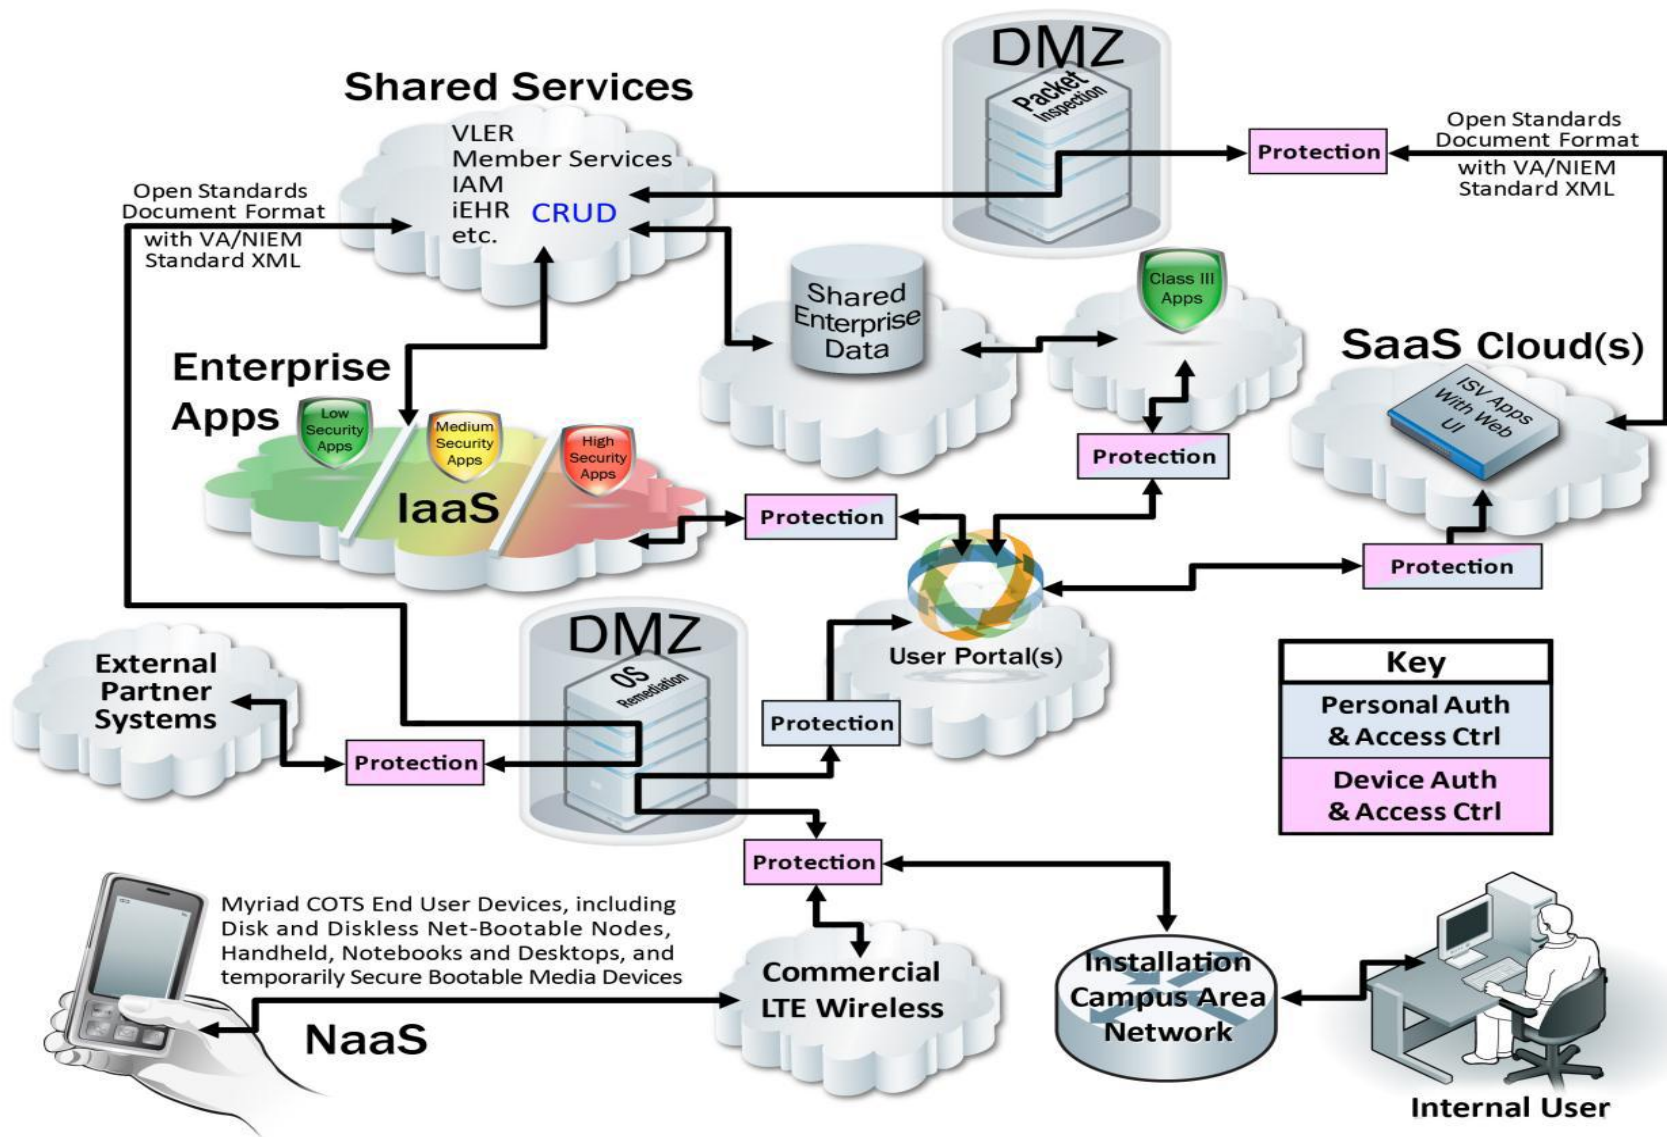 DMZ
Packet
Inspection
Shared Services
VLER
Member Services
IAM
iEHR
etc.
CRUD
Protection
Open Standards
Document Format
with VA/NIEM
Standard XML
Open Standards
Document Format
with VA/NIEM
Standard XML
Shared
Enterprise
Data
Class III
Apps
SaaS Cloud(s)
ISV Apps
With Web
UI
Enterprise
Apps
Low
Security
Apps
Medium
Security
Apps
High
Security
Apps
IaaS
Protection
Protection
Protection
DMZ
OS
Remediation
User Portal(s)
External
Partner
Systems
Protection
Protection
Key
Personal Auth
& Access Ctrl
Device Auth
& Access Ctrl
Protection
Myriad COTS End User Devices, including
Disk and Diskless Net-Bootable Nodes,
Handheld, Notebooks and Desktops, and
temporarily Secure Bootable Media Devices
NaaS
Commercial
LTE Wireless
Installation
Campus Area
Network
Internal User